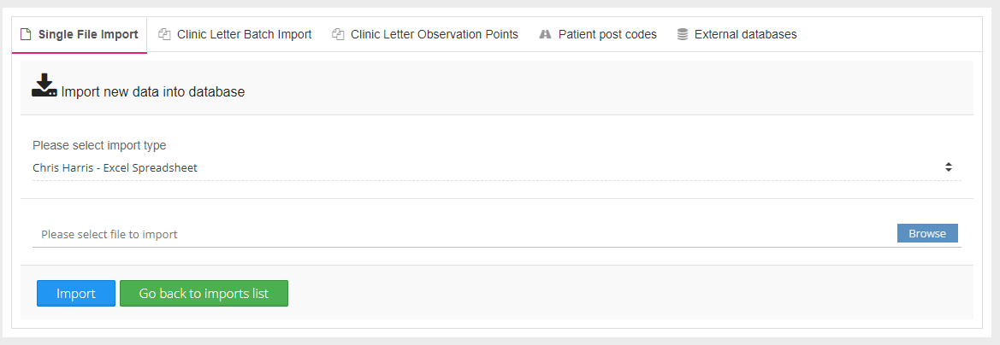 Single File Import Clinic Letter Batch Import Clinic Letter Observation Points Patient post codes External databases
Import new data into database
Please select import type
Chris Harris - Excel Spreadsheet
Please select file to import Browse
Import Go back to imports list